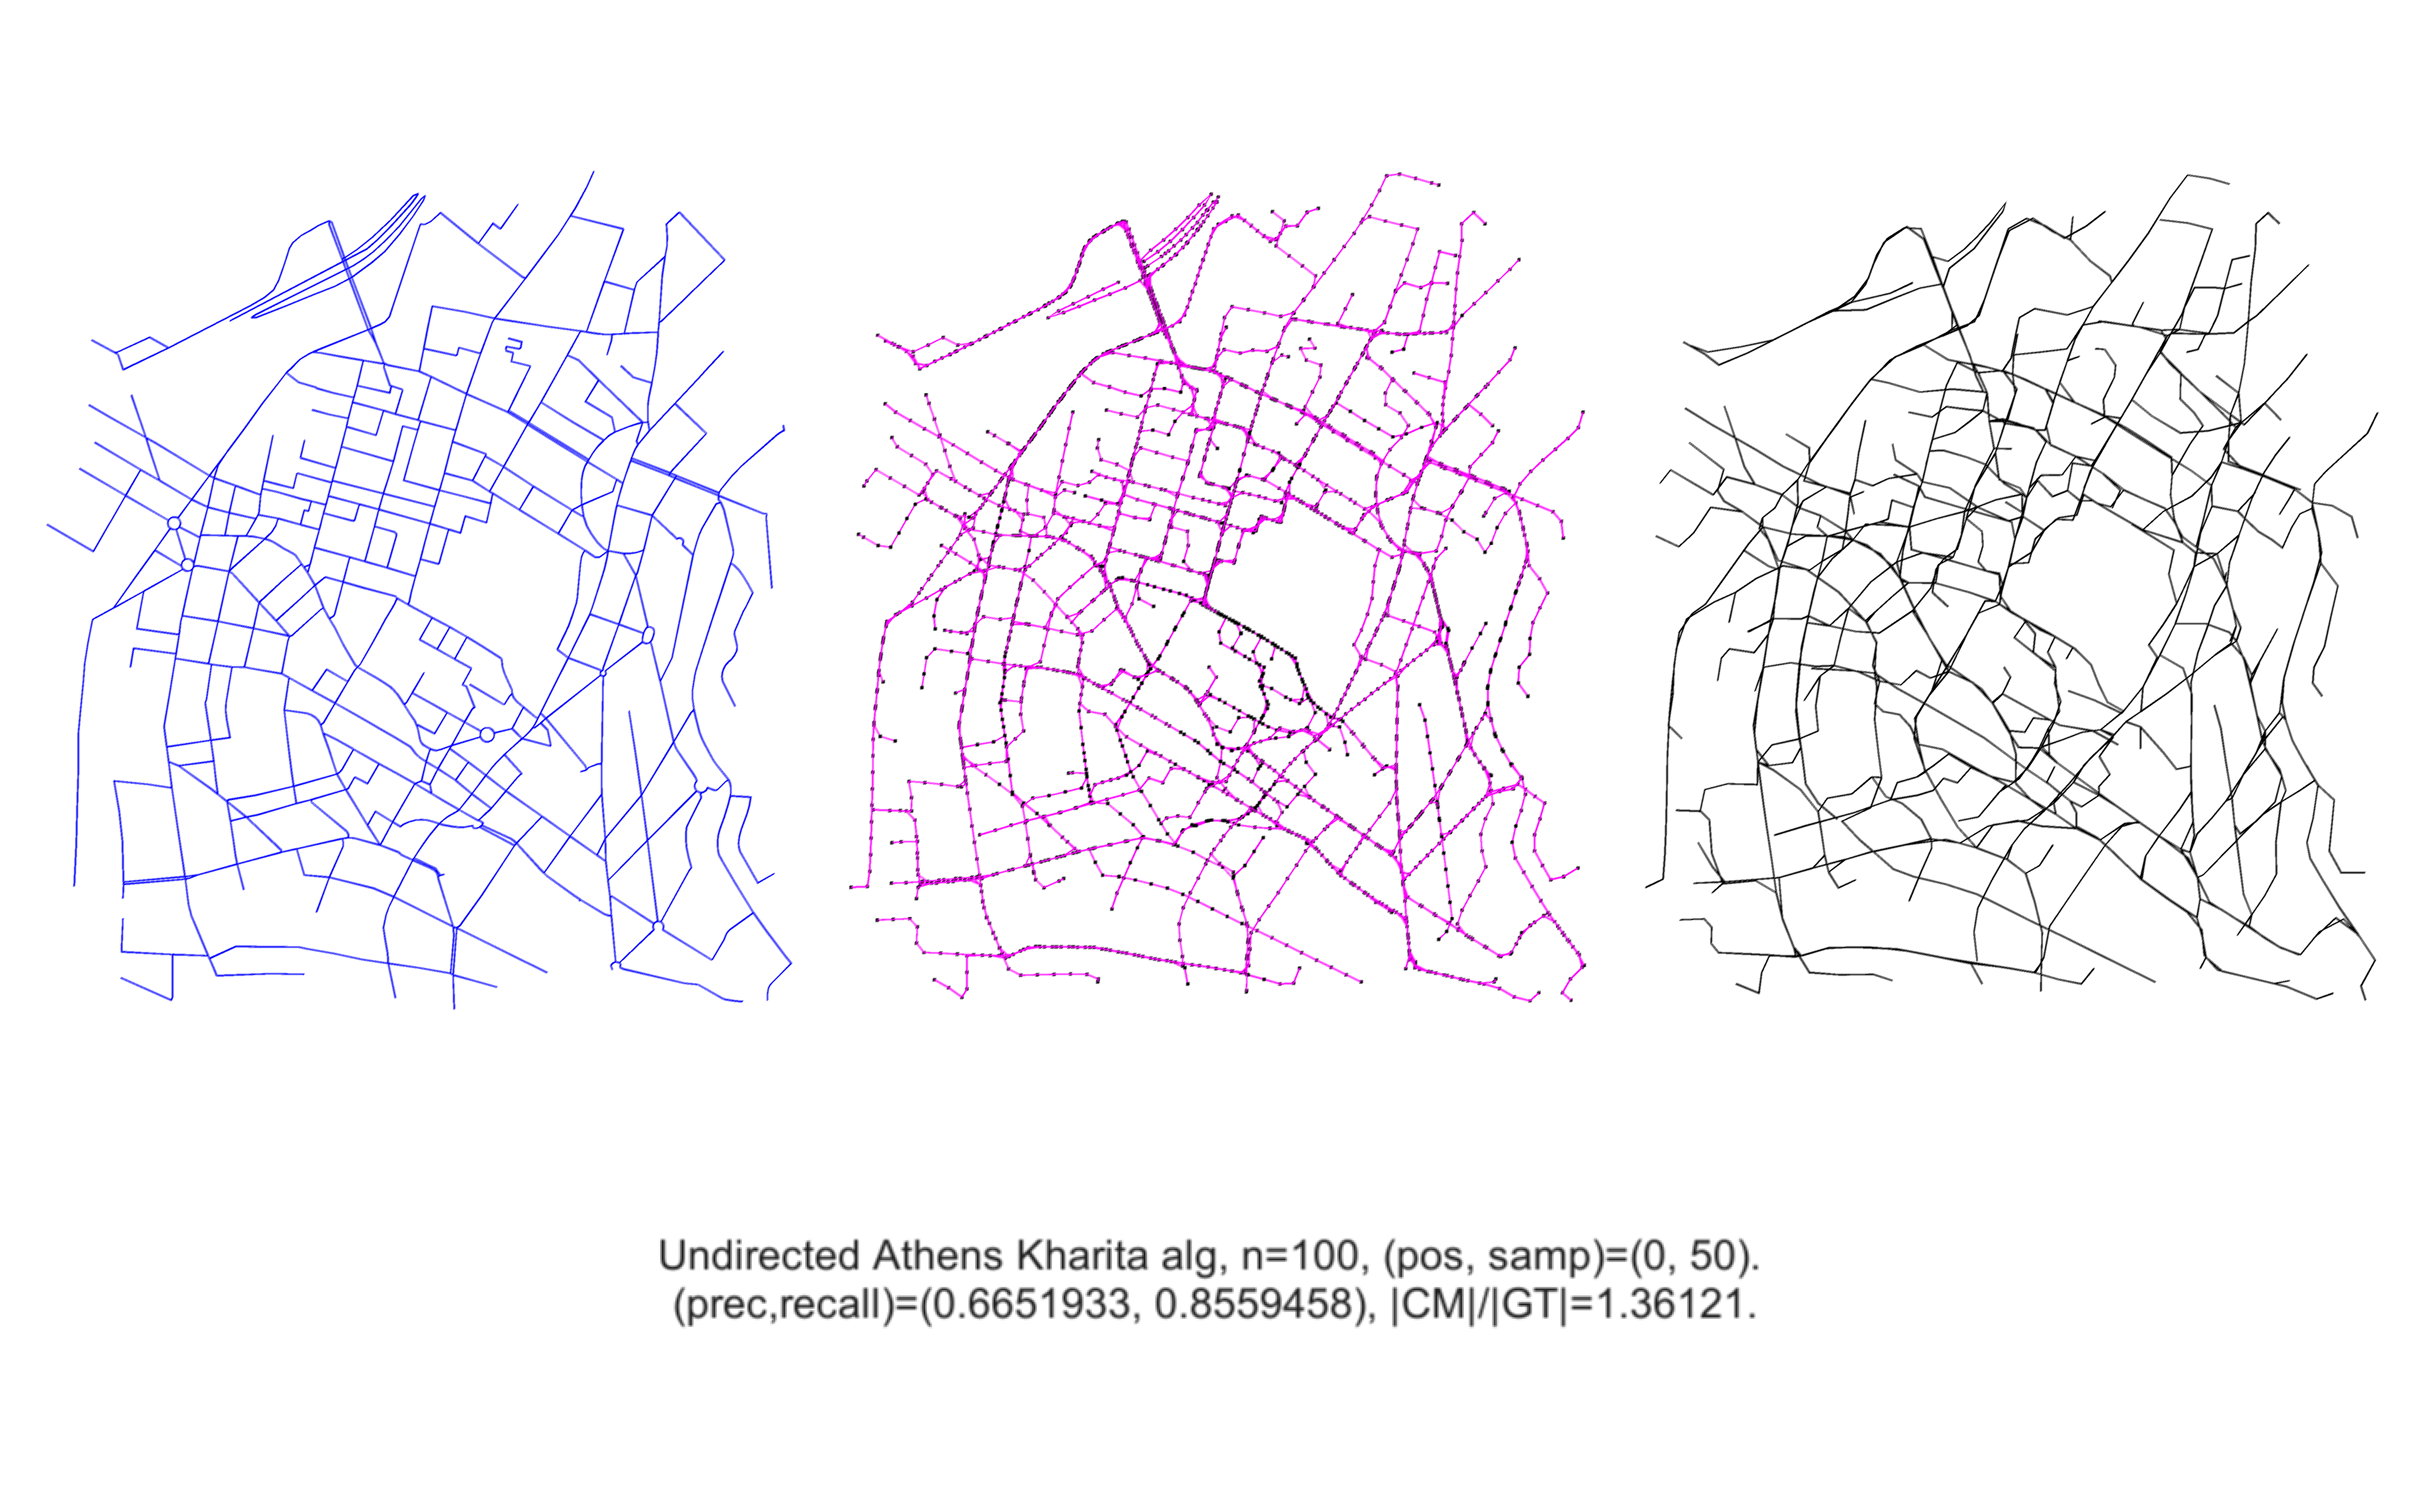 Undirected Athens Kharita alg, n=100, (pos, samp)=(0, 50).
(prec,recall)=(0.6651933, 0.8559458), |CM|/|GT|=1.36121.